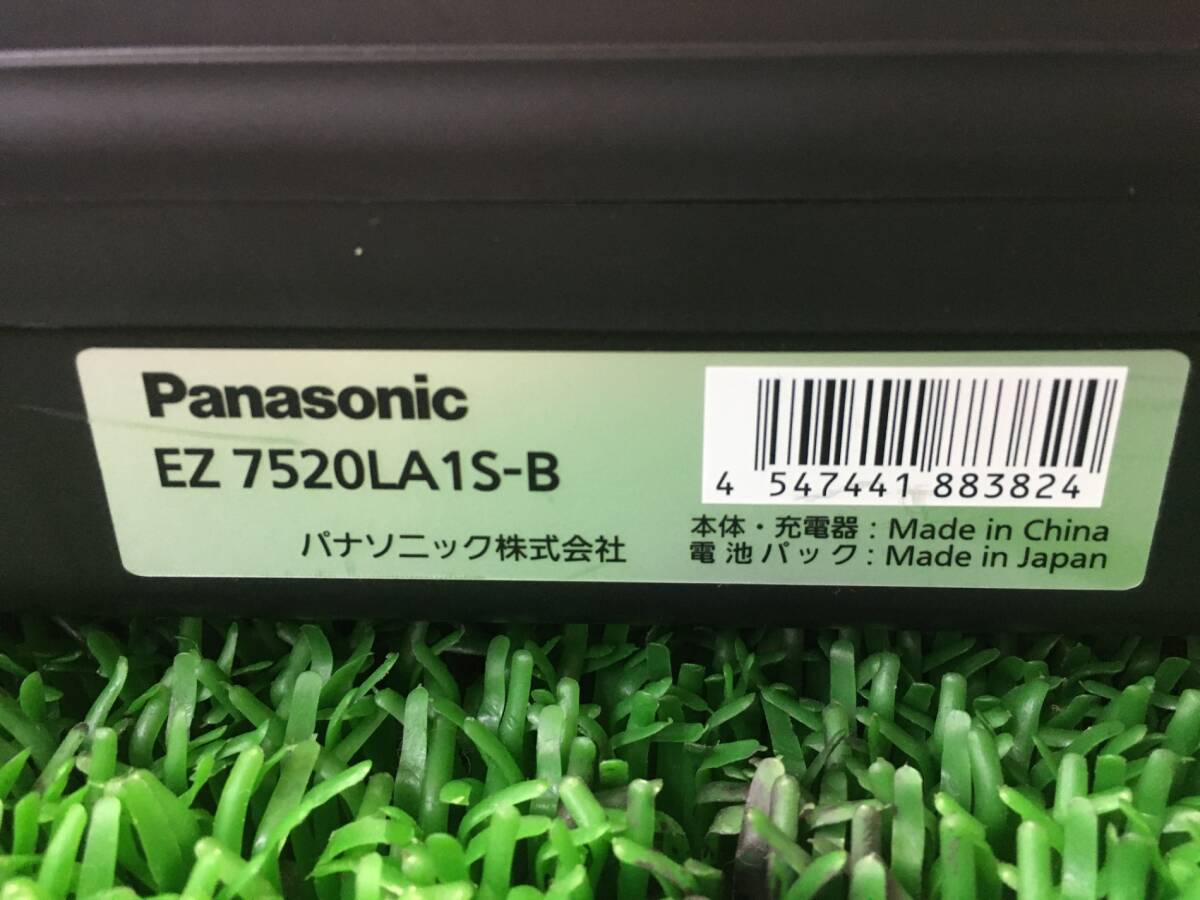 Panasonic
EZ 7520LA1S-B
パナソニック株式会社
4 547441 883824
本体・充電器 : Made in China
電池パック : Made in Japan